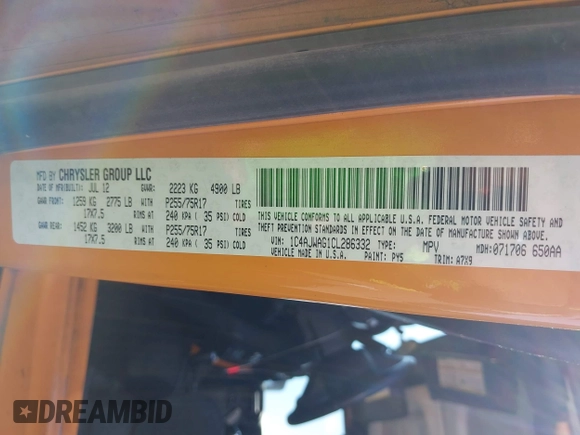 MFD BY CHRYSLER GROUP LLC
DATE OF MFR(BUILT): JUL 12 GVWR: 2223 KG 4900 LB
GAWR FRONT: 1259 KG 2775 LB WITH P255/75R17 TIRES
17X7.5 RIMS AT 240 KPA ( 35 PSI) COLD
GAWR REAR: 1452 KG 3200 LB WITH P255/75R17 TIRES
17X7.5 RIMS AT 240 KPA ( 35 PSI) COLD
THIS VEHICLE CONFORMS TO ALL APPLICABLE U.S.A. FEDERAL MOTOR VEHICLE SAFETY AND
THEFT PREVENTION STANDARDS IN EFFECT ON THE DATE OF MANUFACTURE SHOWN ABOVE.
VIN: 1C4AJWAG1CL286332 TYPE: MPV MDH: 071706 650AA
VEHICLE MADE IN U.S.A. PAINT: PY5 TRIM: A7X9
DREAMBID